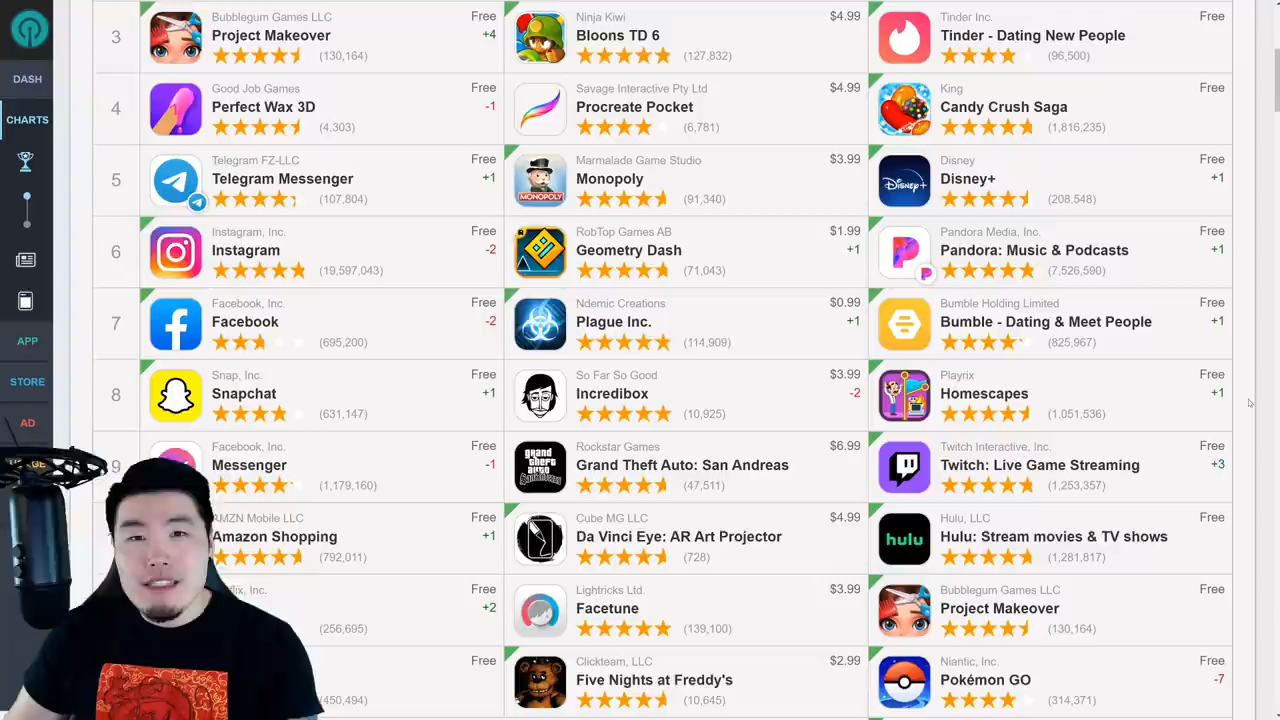 DASH
CHARTS
APP
STORE
AD
3
Bubblegum Games LLC
Free
Project Makeover
+4
(130,164)
Ninja Kiwi
$4.99
Bloons TD 6
(127,832)
Tinder Inc.
Free
Tinder - Dating New People
(96,500)
4
Good Job Games
Free
Perfect Wax 3D
-1
(4,303)
Savage Interactive Pty Ltd
$4.99
Procreate Pocket
(6,781)
King
Free
Candy Crush Saga
(1,816,235)
5
Telegram FZ-LLC
Free
Telegram Messenger
+1
(107,804)
Marmalade Game Studio
$3.99
Monopoly
MONOPOLY
(91,340)
Disney
Free
Disney+
+1
Disney+
(208,548)
6
Instagram, Inc.
Free
Instagram
-2
(19,597,043)
RobTop Games AB
$1.99
Geometry Dash
+1
(71,043)
Pandora Media, Inc.
Free
Pandora: Music & Podcasts
+1
(7,526,590)
7
Facebook, Inc.
Free
Facebook
-2
(695,200)
Ndemic Creations
$0.99
Plague Inc.
+1
(114,909)
Bumble Holding Limited
Free
Bumble - Dating & Meet People
+1
(825,967)
8
Snap, Inc.
Free
Snapchat
+1
(631,147)
So Far So Good
$3.99
Incredibox
-2
(10,925)
Playrix
Free
Homescapes
+1
(1,051,536)
9
Facebook, Inc.
Free
Messenger
-1
(1,179,160)
Rockstar Games
$6.99
Grand Theft Auto: San Andreas
grand
theft
auto
(47,511)
Twitch Interactive, Inc.
Free
Twitch: Live Game Streaming
(1,253,357)
AMZN Mobile LLC
Free
Amazon Shopping
+1
(792,011)
Cube MG LLC
$4.99
Da Vinci Eye: AR Art Projector
(728)
Hulu, LLC
Free
Hulu: Stream movies & TV shows
hulu
(1,281,817)
Inc.
Free
+2
(256,695)
Lightricks Ltd.
$3.99
Facetune
(139,100)
Bubblegum Games LLC
Free
Project Makeover
(130,164)
Free
450,494)
Clickteam, LLC
$2.99
Five Nights at Freddy's
(10,645)
Niantic, Inc.
Free
Pokémon GO
-7
(314,371)